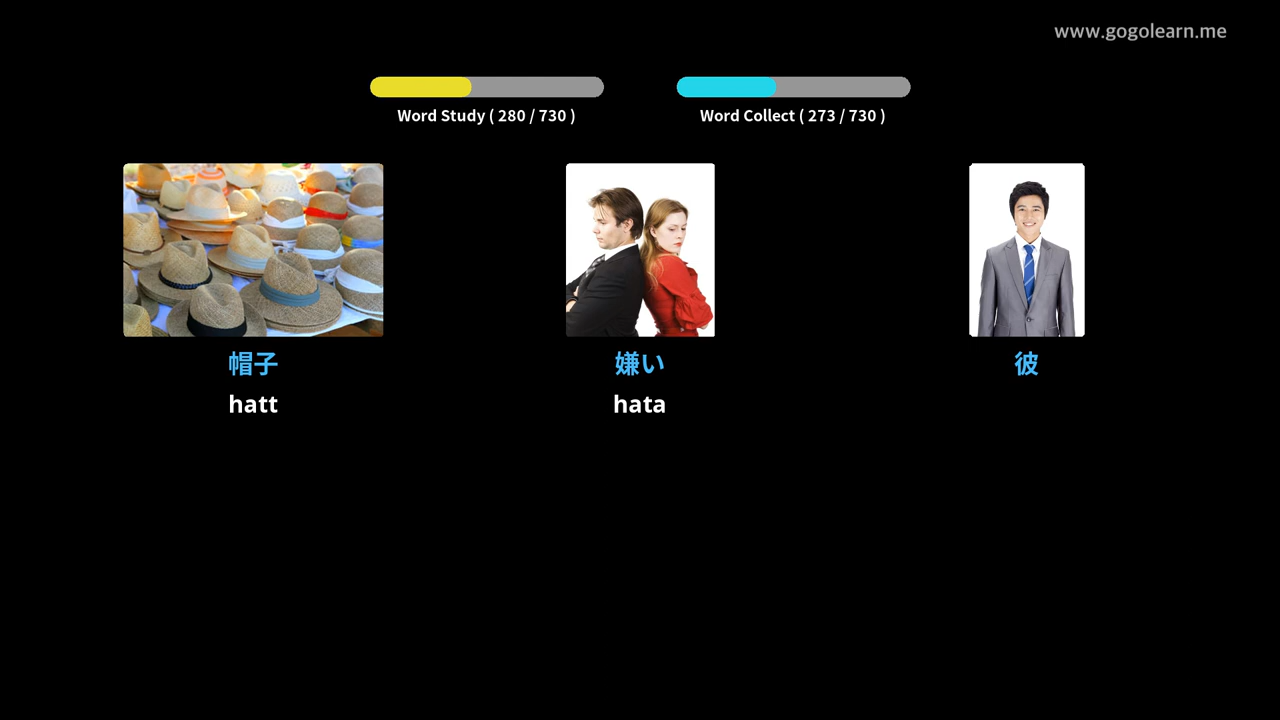 www.gogolearn.me
Word Study ( 280 / 730 )
Word Collect ( 273 / 730 )
帽子
嫌い
彼
hatt
hata